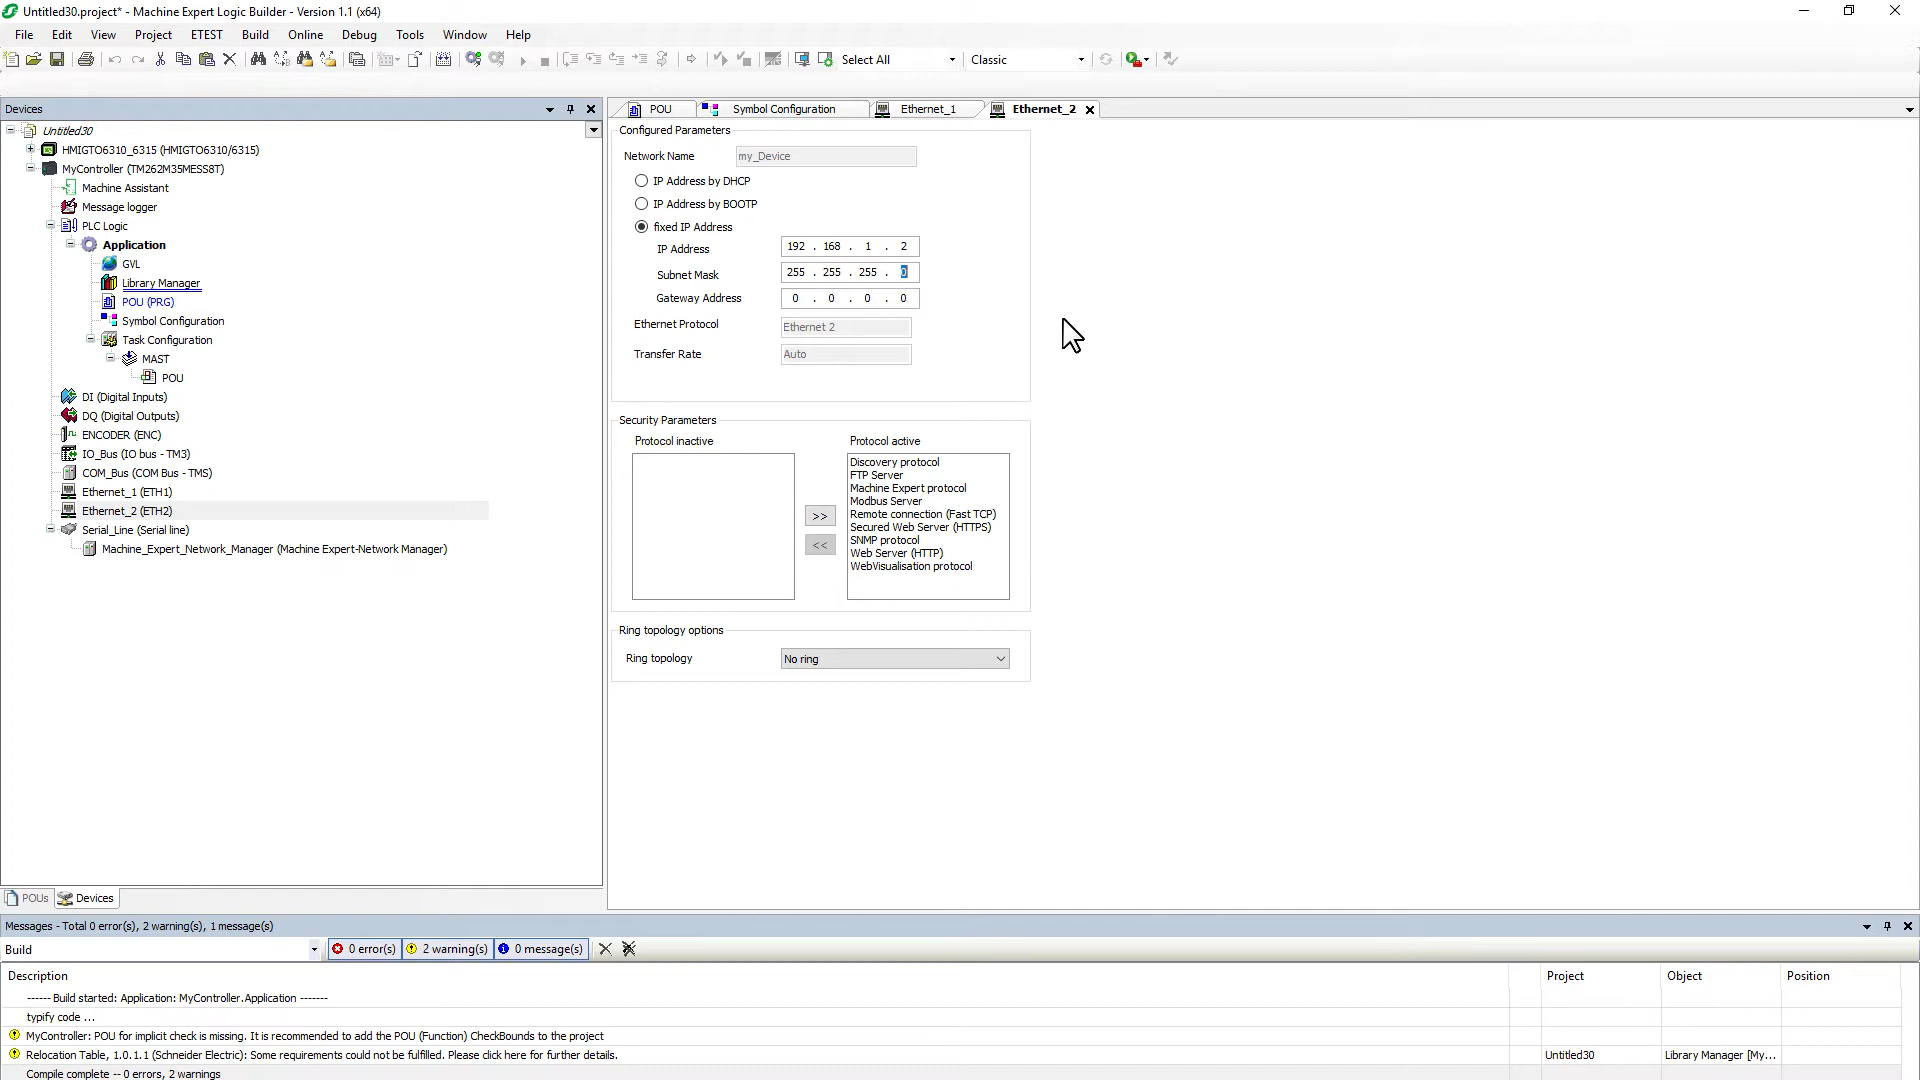 Untitled30.project* - Machine Expert Logic Builder - Version 1.1 (x64)
File Edit View Project ETEST Build Online Debug Tools Window Help
Select All Classic
Devices
Untitled30
HMIGTO6310_6315 (HMIGTO6310/6315)
MyController (TM262M35MESS8T)
Machine Assistant
Message logger
PLC Logic
Application
GVL
Library Manager
POU (PRG)
Symbol Configuration
Task Configuration
MAST
POU
DI (Digital Inputs)
DQ (Digital Outputs)
ENCODER (ENC)
IO_Bus (IO bus - TM3)
COM_Bus (COM Bus - TMS)
Ethernet_1 (ETH1)
Ethernet_2 (ETH2)
Serial_Line (Serial line)
Machine_Expert_Network_Manager (Machine Expert-Network Manager)
POUs Devices
POU Symbol Configuration Ethernet_1 Ethernet_2
Configured Parameters
Network Name my_Device
IP Address by DHCP
IP Address by BOOTP
fixed IP Address
IP Address 192 . 168 . 1 . 2
Subnet Mask 255 . 255 . 255 . 0
Gateway Address 0 . 0 . 0 . 0
Ethernet Protocol Ethernet 2
Transfer Rate Auto
Security Parameters
Protocol inactive Protocol active
Discovery protocol
FTP Server
Machine Expert protocol
Modbus Server
Remote connection (Fast TCP)
>>
Secured Web Server (HTTPS)
SNMP protocol
<<
Web Server (HTTP)
WebVisualisation protocol
Ring topology options
Ring topology No ring
Messages - Total 0 error(s), 2 warning(s), 1 message(s)
Build 0 error(s) 2 warning(s) 0 message(s)
Description Project Object Position
------ Build started: Application: MyController.Application -------
typify code ...
MyController: POU for implicit check is missing. It is recommended to add the POU (Function) CheckBounds to the project
Relocation Table, 1.0.1.1 (Schneider Electric): Some requirements could not be fulfilled. Please click here for further details. Untitled30 Library Manager [My...
Compile complete -- 0 errors, 2 warnings